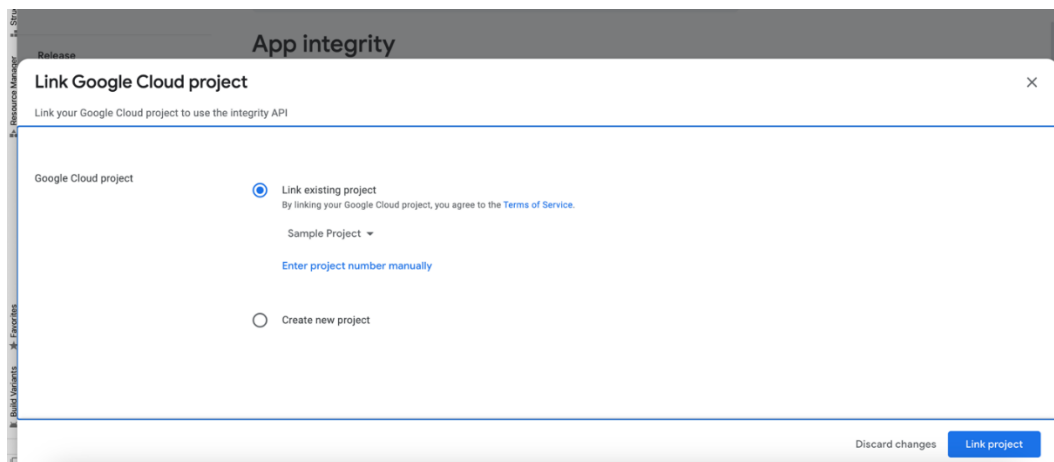 Stru
Resource Manager
Release
App integrity
Link Google Cloud project
Link your Google Cloud project to use the integrity API
Google Cloud project
Link existing project
By linking your Google Cloud project, you agree to the Terms of Service.
Sample Project
Enter project number manually
Create new project
Favorites
Build Variants
Discard changes
Link project